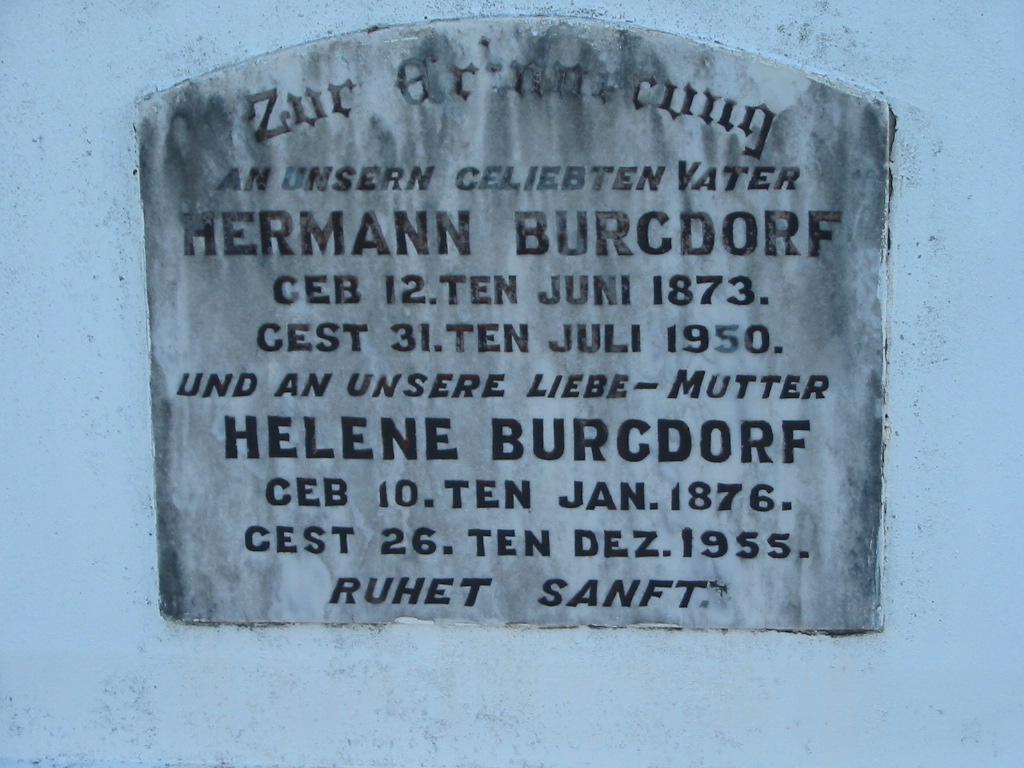 Zur Erinnerung
AN UNSERN GELIEBTEN VATER
HERMANN BURGDORF
GEB 12.TEN JUNI 1873.
GEST 31.TEN JULI 1950.
UND AN UNSERE LIEBE – MUTTER
HELENE BURGDORF
GEB 10.TEN JAN. 1876.
GEST 26.TEN DEZ. 1955.
RUHET SANFT.